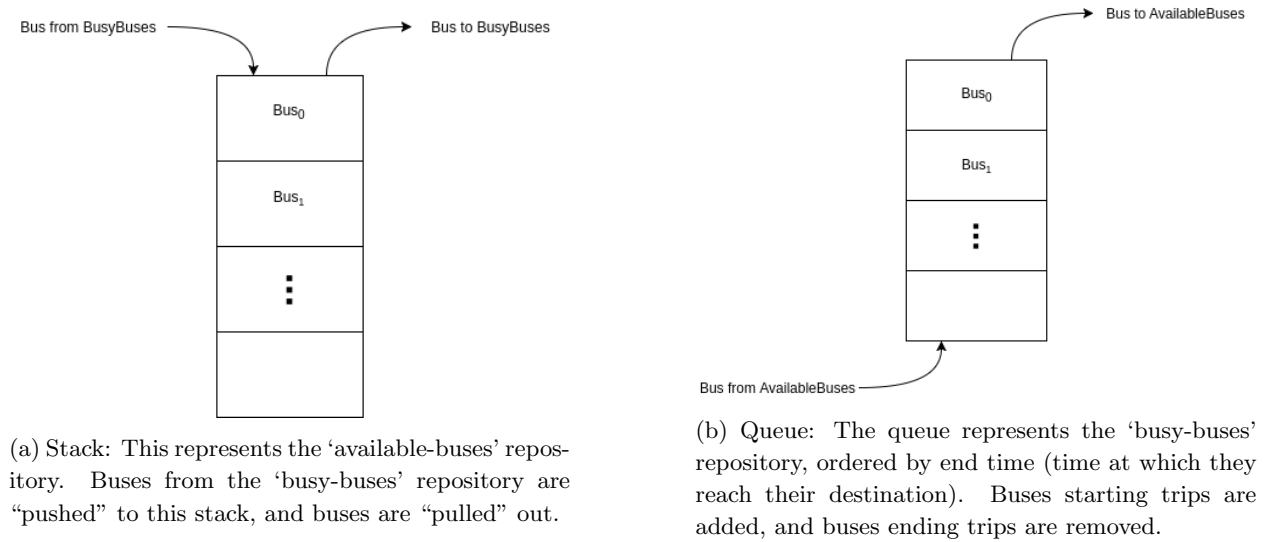 Bus from BusyBuses
Bus to BusyBuses
Bus0
Bus1
(a) Stack: This represents the ‘available-buses’ repos-
itory. Buses from the ‘busy-buses’ repository are
“pushed” to this stack, and buses are “pulled” out.
Bus to AvailableBuses
Bus0
Bus1
Bus from AvailableBuses
(b) Queue: The queue represents the ‘busy-buses’
repository, ordered by end time (time at which they
reach their destination). Buses starting trips are
added, and buses ending trips are removed.